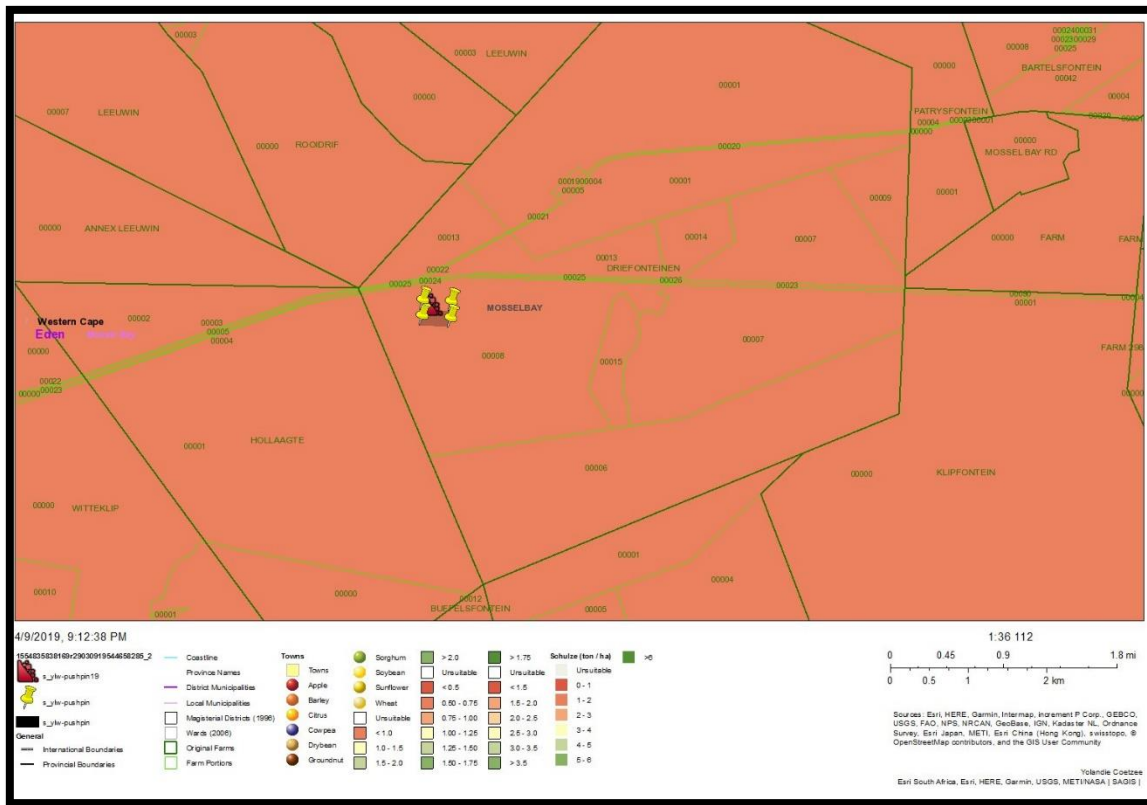 00003
LEEUWIN
00003
00001
0002400031
0002300029
00025
00008
00000
BARTELSFONTEIN
00042
00000
00004
00007
LEEUWIN
PATRYSFONTEIN
00004
00000
00000
ROOIDRIF
00020
00000
MOSSEL BAY RD
0001900004
00005
00001
00001
00009
00021
00000
ANNEX LEEUWIN
00013
00014
00007
00000
FARM
FARM
00013
DRIEFONTEINEN
00022
00025
00024
00025
00026
00023
00001
00004
MOSSELBAY
Western Cape
00002
00003
Eden
00005
00004
00000
00008
00007
FARM 296
00015
00022
00023
00000
00000
HOLLAAGTE
00001
00006
00000
KLIPFONTEIN
00000
WITTEKLIP
00001
00004
00010
00000
00012
BUFFELSFONTEIN
00001
00005
4/9/2019, 9:12:38 PM
1:36 112
1554835838169r29030919544658285_2
s_ylw-pushpin19
s_ylw-pushpin
s_ylw-pushpin
General
International Boundaries
Provincial Boundaries
Coastline
Province Names
District Municipalities
Local Municipalities
Magisterial Districts (1996)
Wards (2006)
Original Farms
Farm Portions
Towns
Towns
Apple
Barley
Citrus
Cowpea
Drybean
Groundnut
Sorghum
Soybean
Sunflower
Wheat
Unsuitable
< 1.0
1.0 - 1.5
1.5 - 2.0
> 2.0
Unsuitable
< 0.5
0.50 - 0.75
0.75 - 1.00
1.00 - 1.25
1.25 - 1.50
1.50 - 1.75
> 1.75
Unsuitable
< 1.5
1.5 - 2.0
2.0 - 2.5
2.5 - 3.0
3.0 - 3.5
> 3.5
Schulze (ton / ha)
Unsuitable
0 - 1
1 - 2
2 - 3
3 - 4
4 - 5
5 - 6
>6
0 0.45 0.9 1.8 mi
0 0.5 1 2 km
Sources: Esri, HERE, Garmin, Intermap, increment P Corp., GEBCO,
USGS, FAO, NPS, NRCAN, GeoBase, IGN, Kadaster NL, Ordnance
Survey, Esri Japan, METI, Esri China (Hong Kong), swisstopo, ©
OpenStreetMap contributors, and the GIS User Community
Yolandie Coetzee
Esri South Africa, Esri, HERE, Garmin, USGS, METI/NASA | SAGIS |